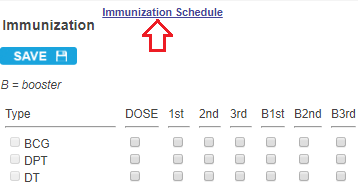 Immunization Schedule
Immunization
SAVE
B = booster
Type DOSE 1st 2nd 3rd B1st B2nd B3rd
BCG
DPT
DT